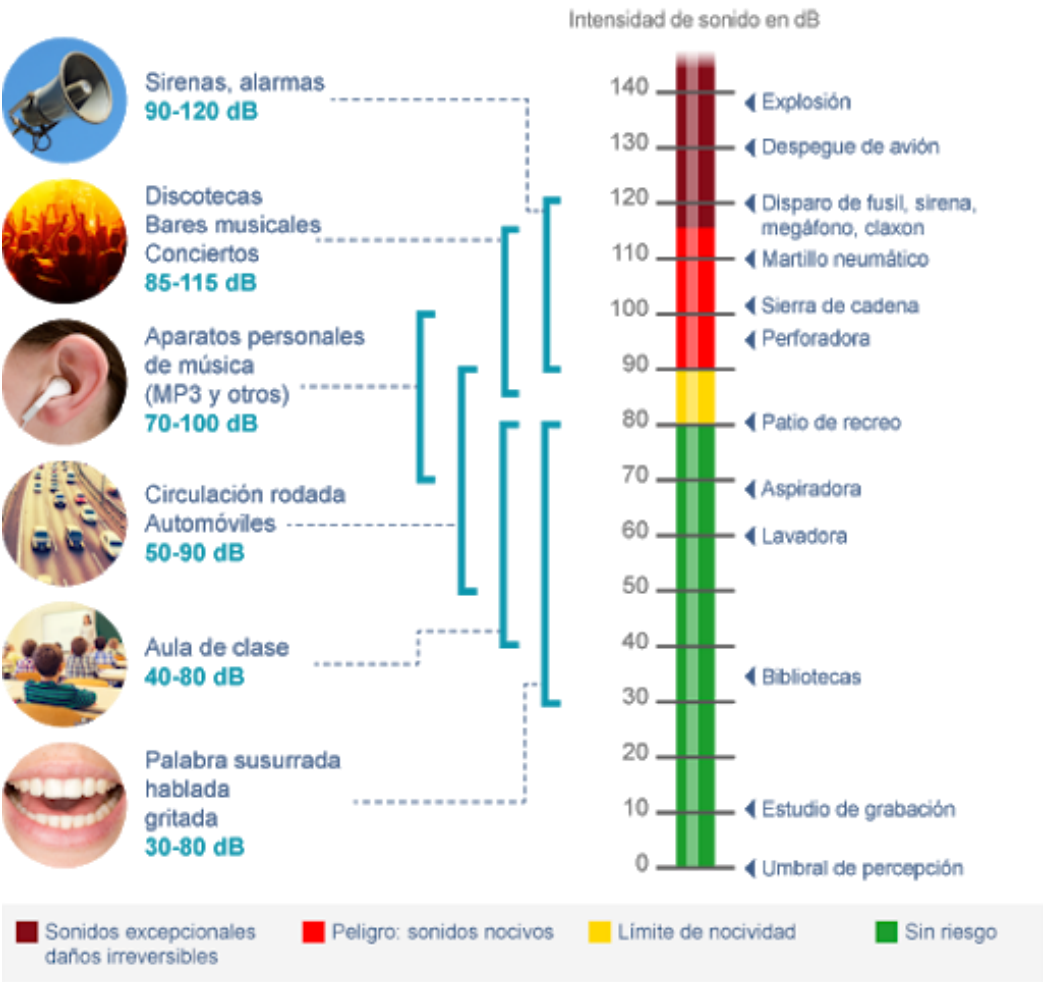 Intensidad de sonido en dB
Sirenas, alarmas
90-120 dB
Discotecas
Bares musicales
Conciertos
85-115 dB
Aparatos personales
de música
(MP3 y otros)
70-100 dB
Circulación rodada
Automóviles
50-90 dB
Aula de clase
40-80 dB
Palabra susurrada
hablada
gritada
30-80 dB
140
130
120
110
100
90
80
70
60
50
40
30
20
10
0
Explosión
Despegue de avión
Disparo de fusil, sirena,
megáfono, claxon
Martillo neumático
Sierra de cadena
Perforadora
Patio de recreo
Aspiradora
Lavadora
Bibliotecas
Estudio de grabación
Umbral de percepción
Sonidos excepcionales
daños irreversibles
Peligro: sonidos nocivos
Límite de nocividad
Sin riesgo